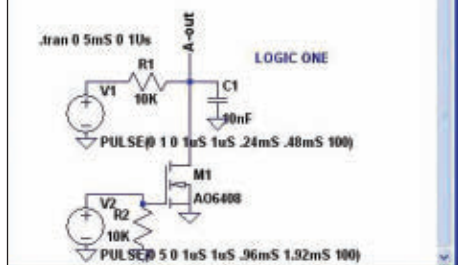 A-out
.tran 0 5mS 0 1Us
LOGIC ONE
R1
10K
V1
C1
10nF
PULSE(0 1 0 1uS 1uS .24mS .48mS 100)
M1
AO6408
V2
R2
10K
PULSE(0 5 0 1uS 1uS .96mS 1.92mS 100)